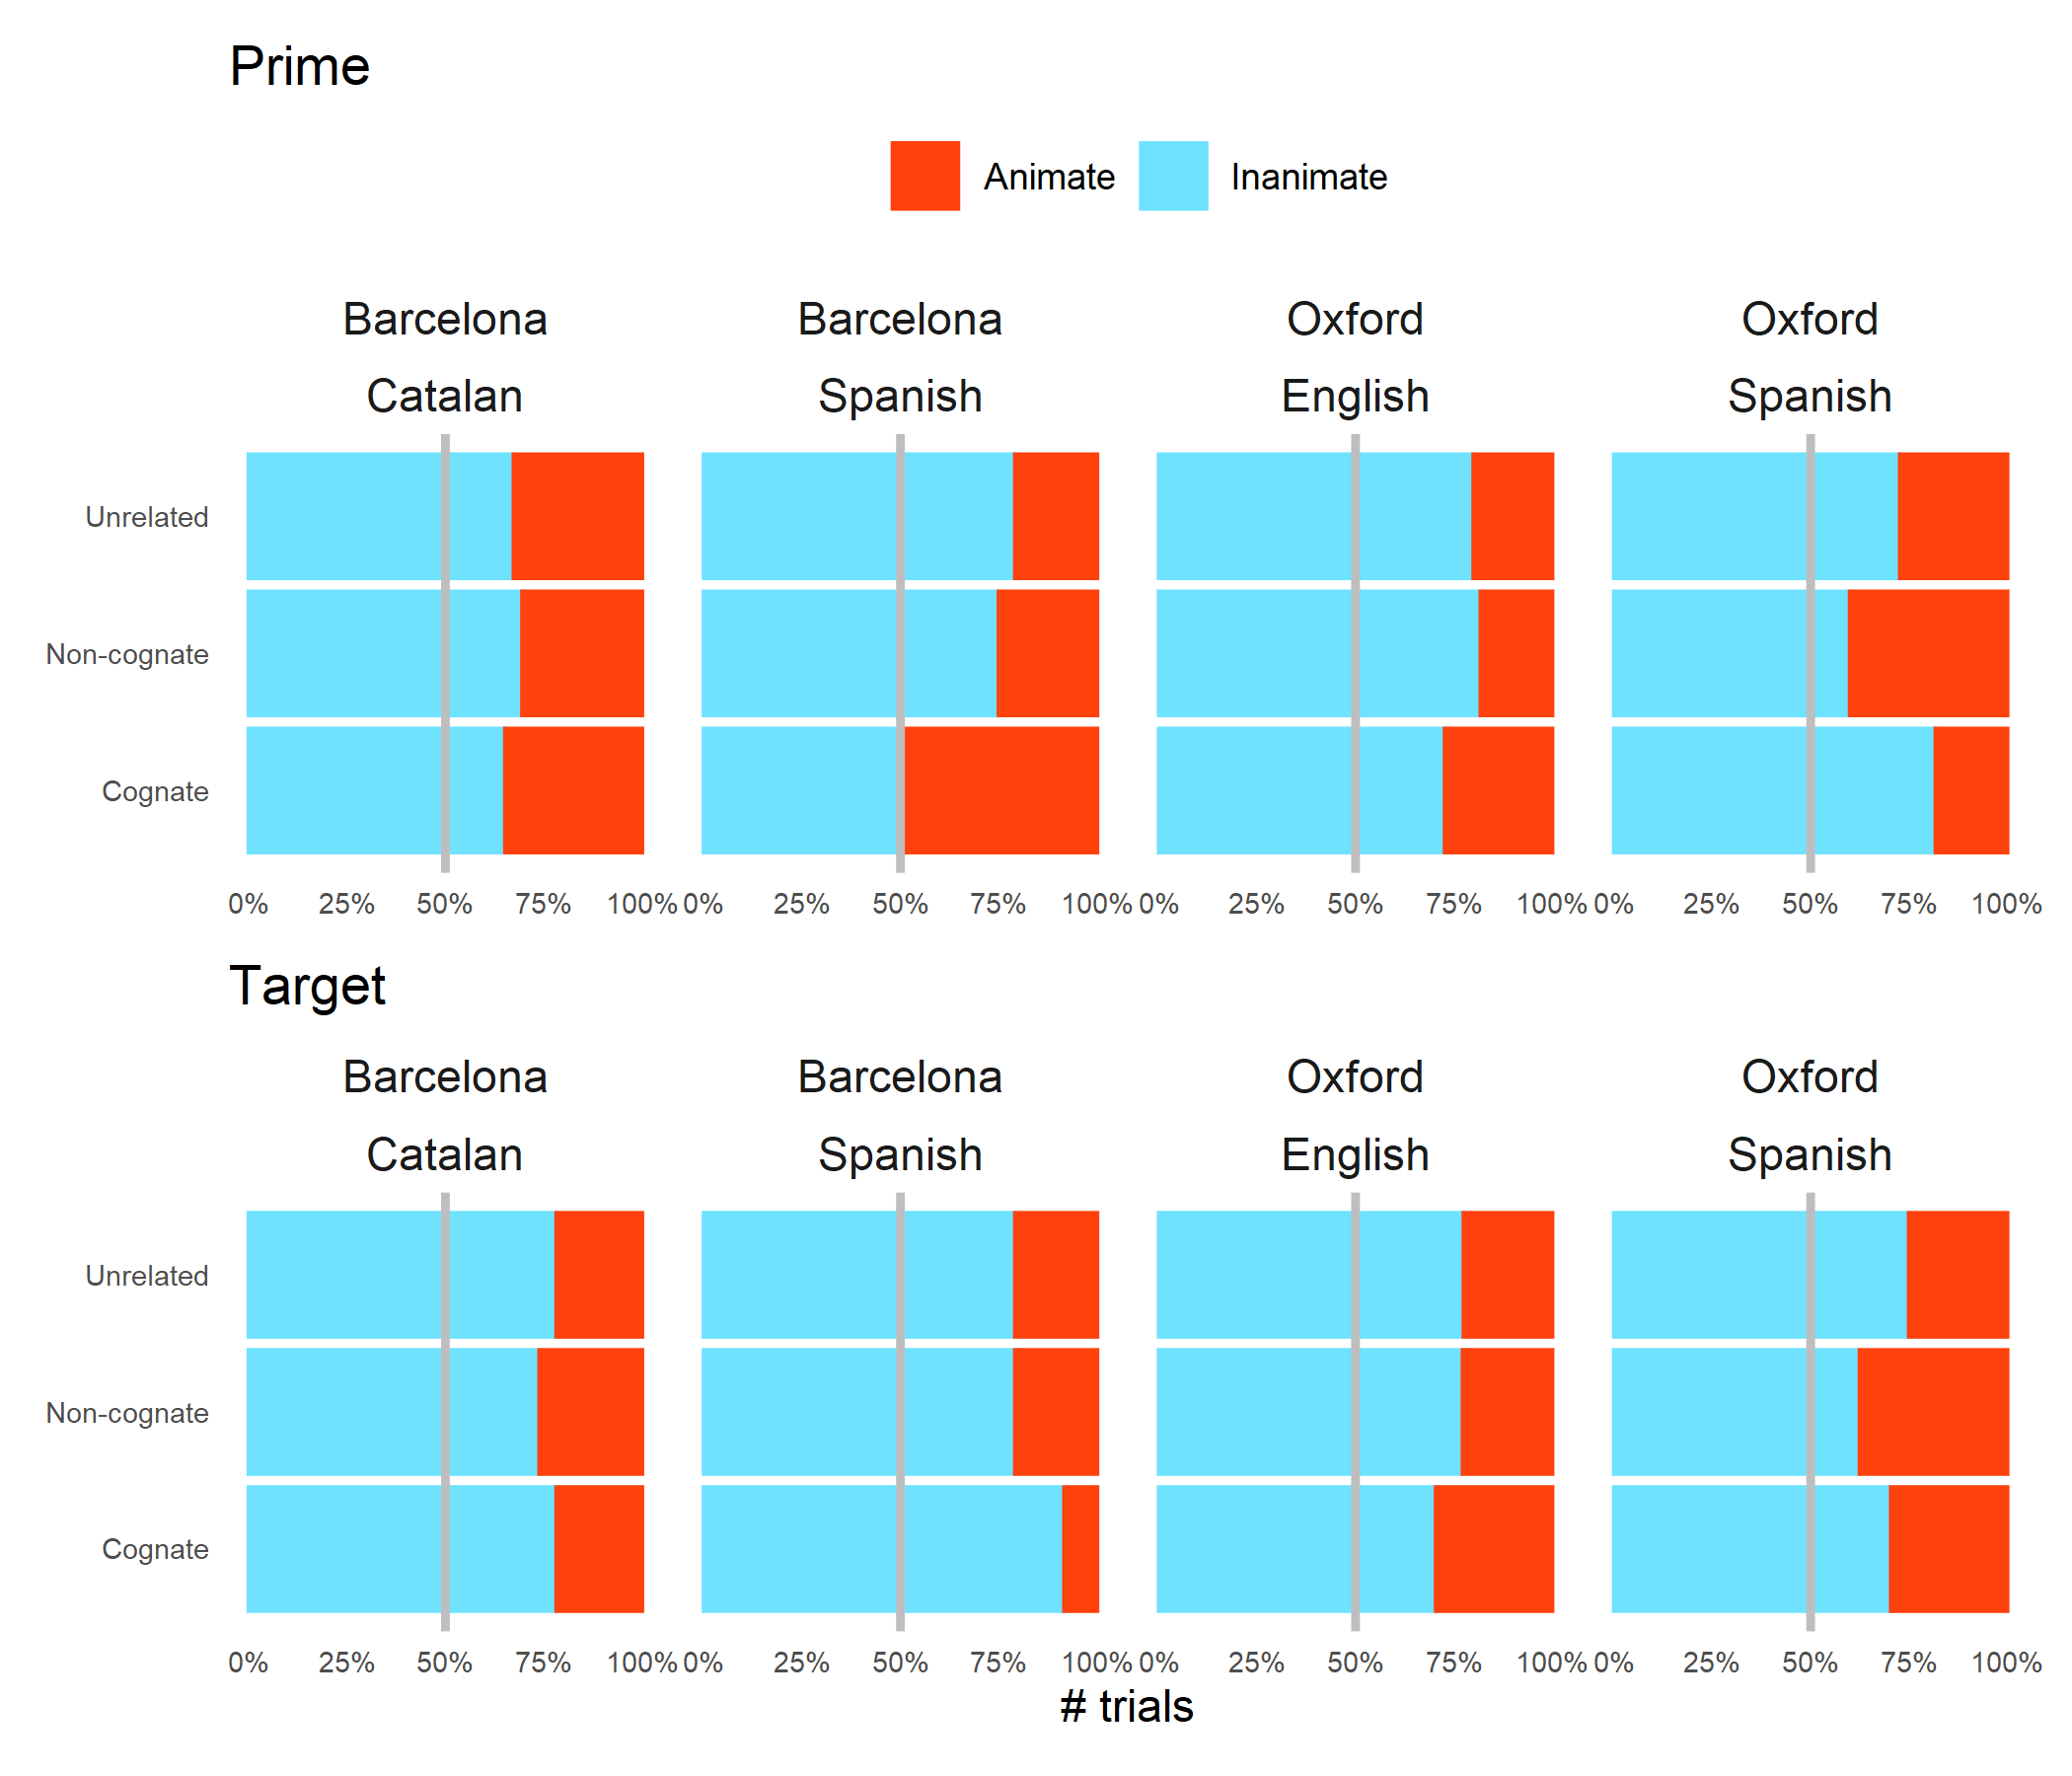 Prime
Animate Inanimate
Barcelona Barcelona Oxford Oxford
Catalan Spanish English Spanish
Unrelated
Non-cognate
Cognate
0% 25% 50% 75% 100% 0% 25% 50% 75% 100% 0% 25% 50% 75% 100% 0% 25% 50% 75% 100%
Target
Barcelona Barcelona Oxford Oxford
Catalan Spanish English Spanish
Unrelated
Non-cognate
Cognate
0% 25% 50% 75% 100% 0% 25% 50% 75% 100% 0% 25% 50% 75% 100% 0% 25% 50% 75% 100%
# trials